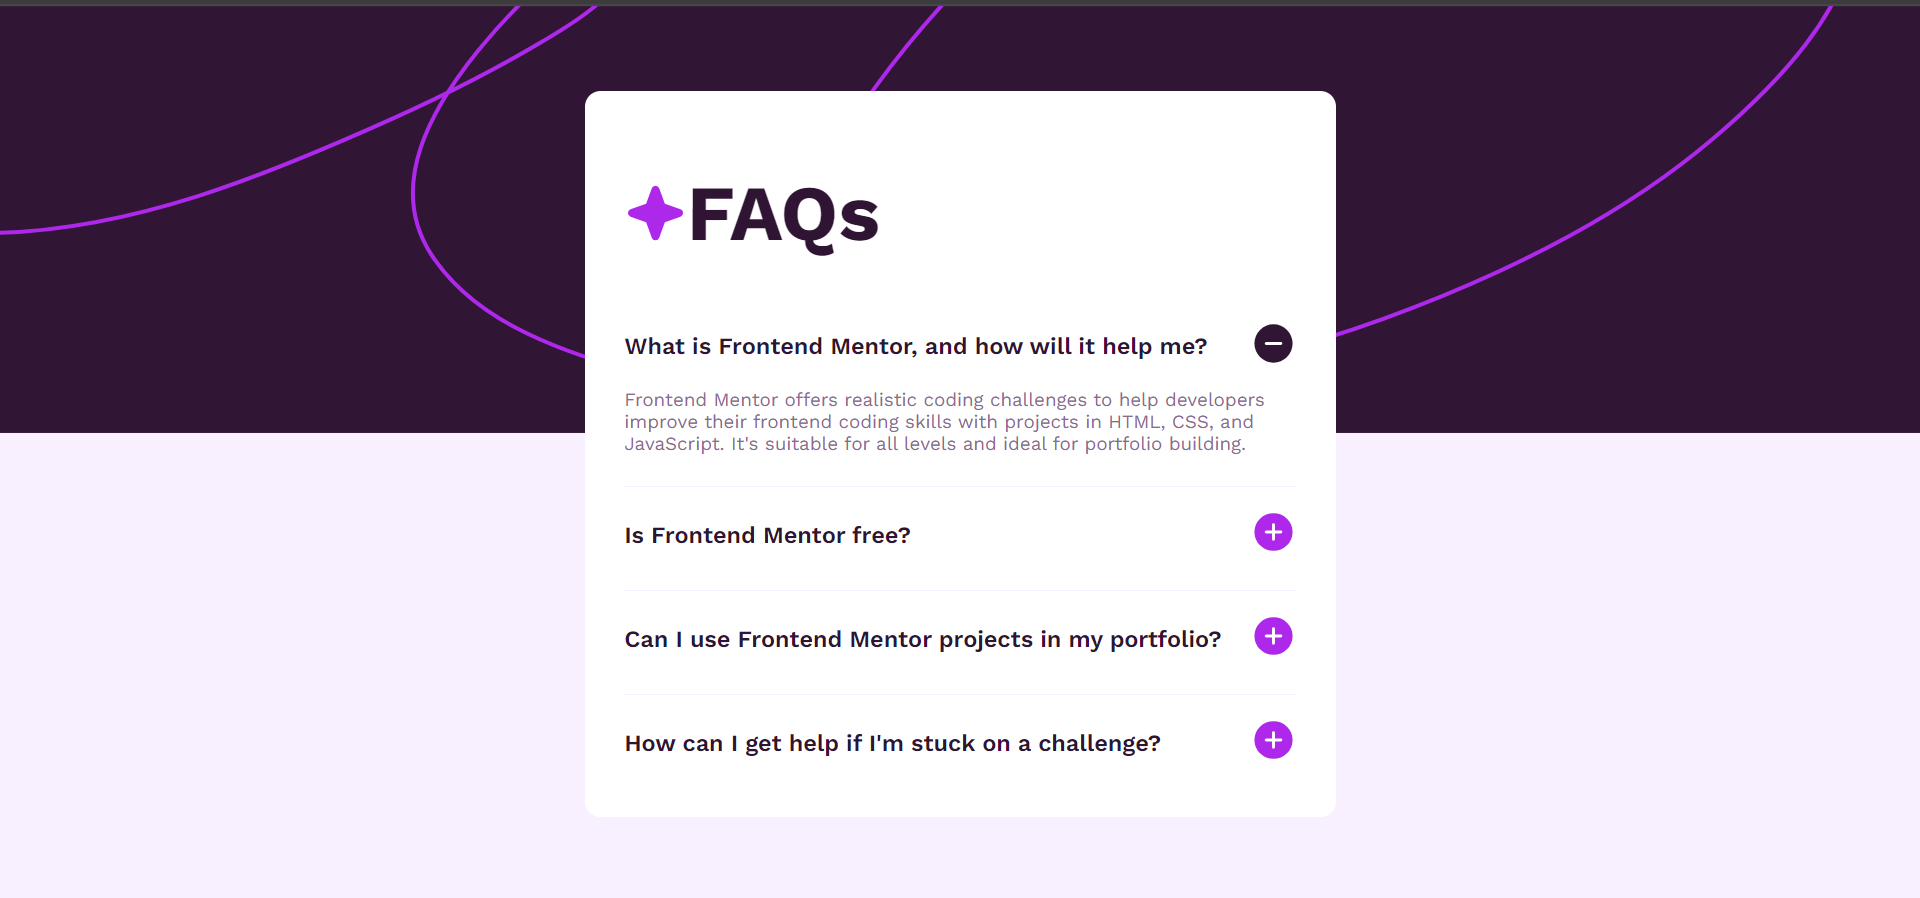 FAQs
What is Frontend Mentor, and how will it help me?
Frontend Mentor offers realistic coding challenges to help developers
improve their frontend coding skills with projects in HTML, CSS, and
JavaScript. It's suitable for all levels and ideal for portfolio building.
Is Frontend Mentor free?
Can I use Frontend Mentor projects in my portfolio?
How can I get help if I'm stuck on a challenge?